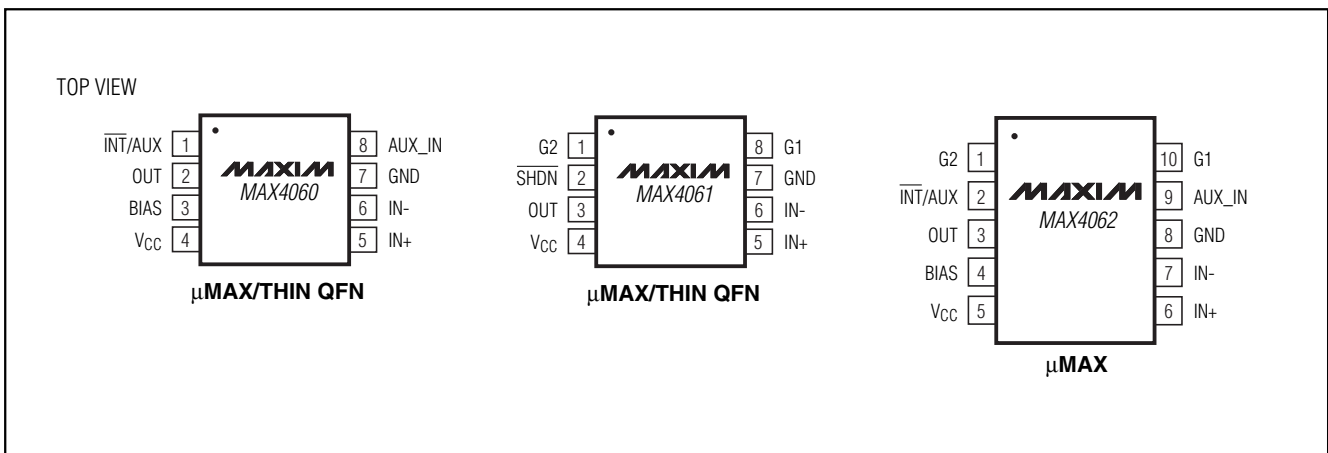 TOP VIEW
I̅N̅T̅/AUX 1
OUT 2
BIAS 3
VCC 4
MAXIM
MAX4060
8 AUX_IN
7 GND
6 IN-
5 IN+
µMAX/THIN QFN
G2 1
S̅H̅D̅N̅ 2
OUT 3
VCC 4
MAXIM
MAX4061
8 G1
7 GND
6 IN-
5 IN+
µMAX/THIN QFN
G2 1
I̅N̅T̅/AUX 2
OUT 3
BIAS 4
VCC 5
MAXIM
MAX4062
10 G1
9 AUX_IN
8 GND
7 IN-
6 IN+
µMAX